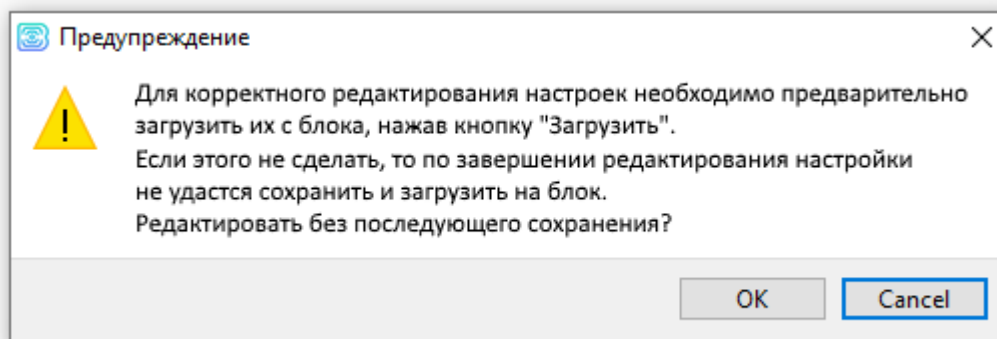 Предупреждение
Для корректного редактирования настроек необходимо предварительно
загрузить их с блока, нажав кнопку "Загрузить".
Если этого не сделать, то по завершении редактирования настройки
не удастся сохранить и загрузить на блок.
Редактировать без последующего сохранения?
OK
Cancel